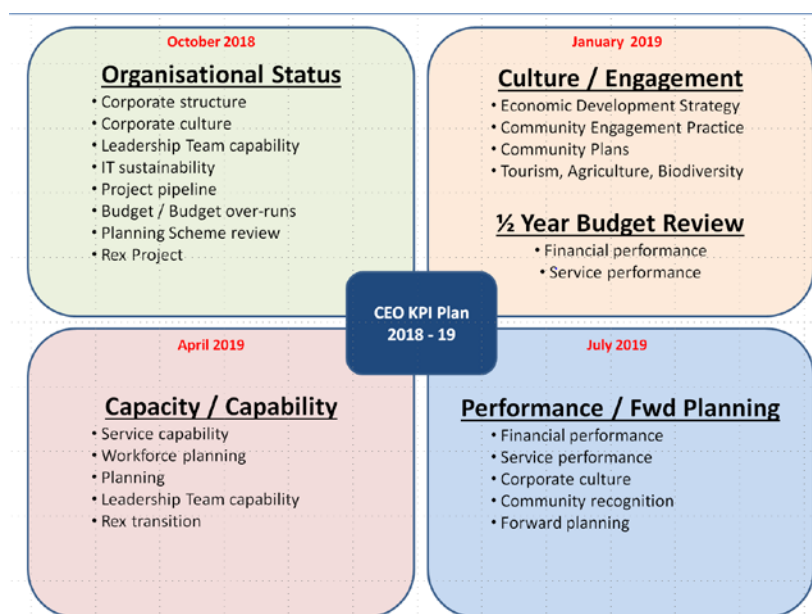 October 2018
Organisational Status
• Corporate structure
• Corporate culture
• Leadership Team capability
• IT sustainability
• Project pipeline
• Budget / Budget over-runs
• Planning Scheme review
• Rex Project
January 2019
Culture / Engagement
• Economic Development Strategy
• Community Engagement Practice
• Community Plans
• Tourism, Agriculture, Biodiversity
½ Year Budget Review
• Financial performance
• Service performance
CEO KPI Plan
2018 - 19
April 2019
Capacity / Capability
• Service capability
• Workforce planning
• Planning
• Leadership Team capability
• Rex transition
July 2019
Performance / Fwd Planning
• Financial performance
• Service performance
• Corporate culture
• Community recognition
• Forward planning